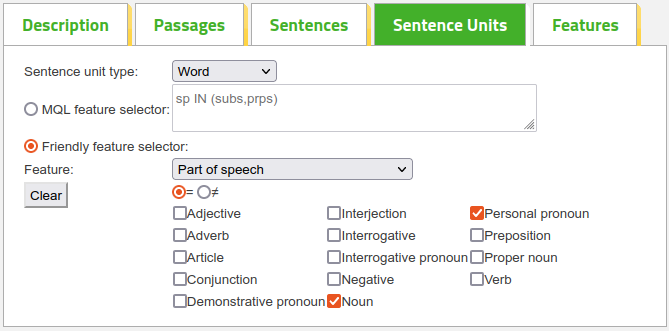 Description Passages Sentences Sentence Units Features
Sentence unit type: Word
MQL feature selector: sp IN (subs,prps)
Friendly feature selector:
Feature: Part of speech
Clear = ≠
Adjective Interjection Personal pronoun
Adverb Interrogative Preposition
Article Interrogative pronoun Proper noun
Conjunction Negative Verb
Demonstrative pronoun Noun